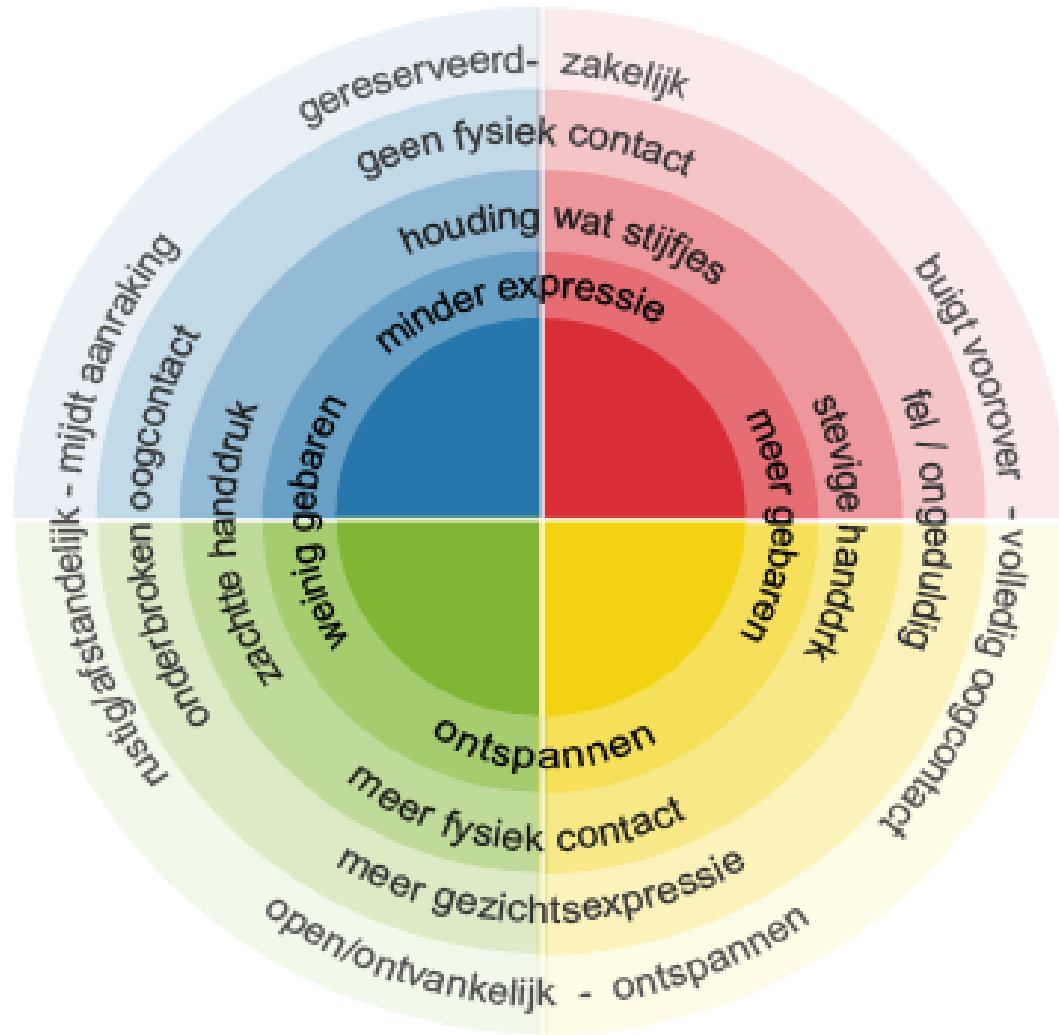 gereserveerd- zakelijk
geen fysiek contact
houding wat stijfjes
minder expressie
rustig/afstandelijk - mijdt aanraking
onderbroken oogcontact
zachte handdruk
weinig gebaren
meer gebaren
stevige handdrk
fel / ongeduldig
buigt voorover - volledig oogcontact
ontspannen
meer fysiek contact
meer gezichtsexpressie
open/ontvankelijk - ontspannen